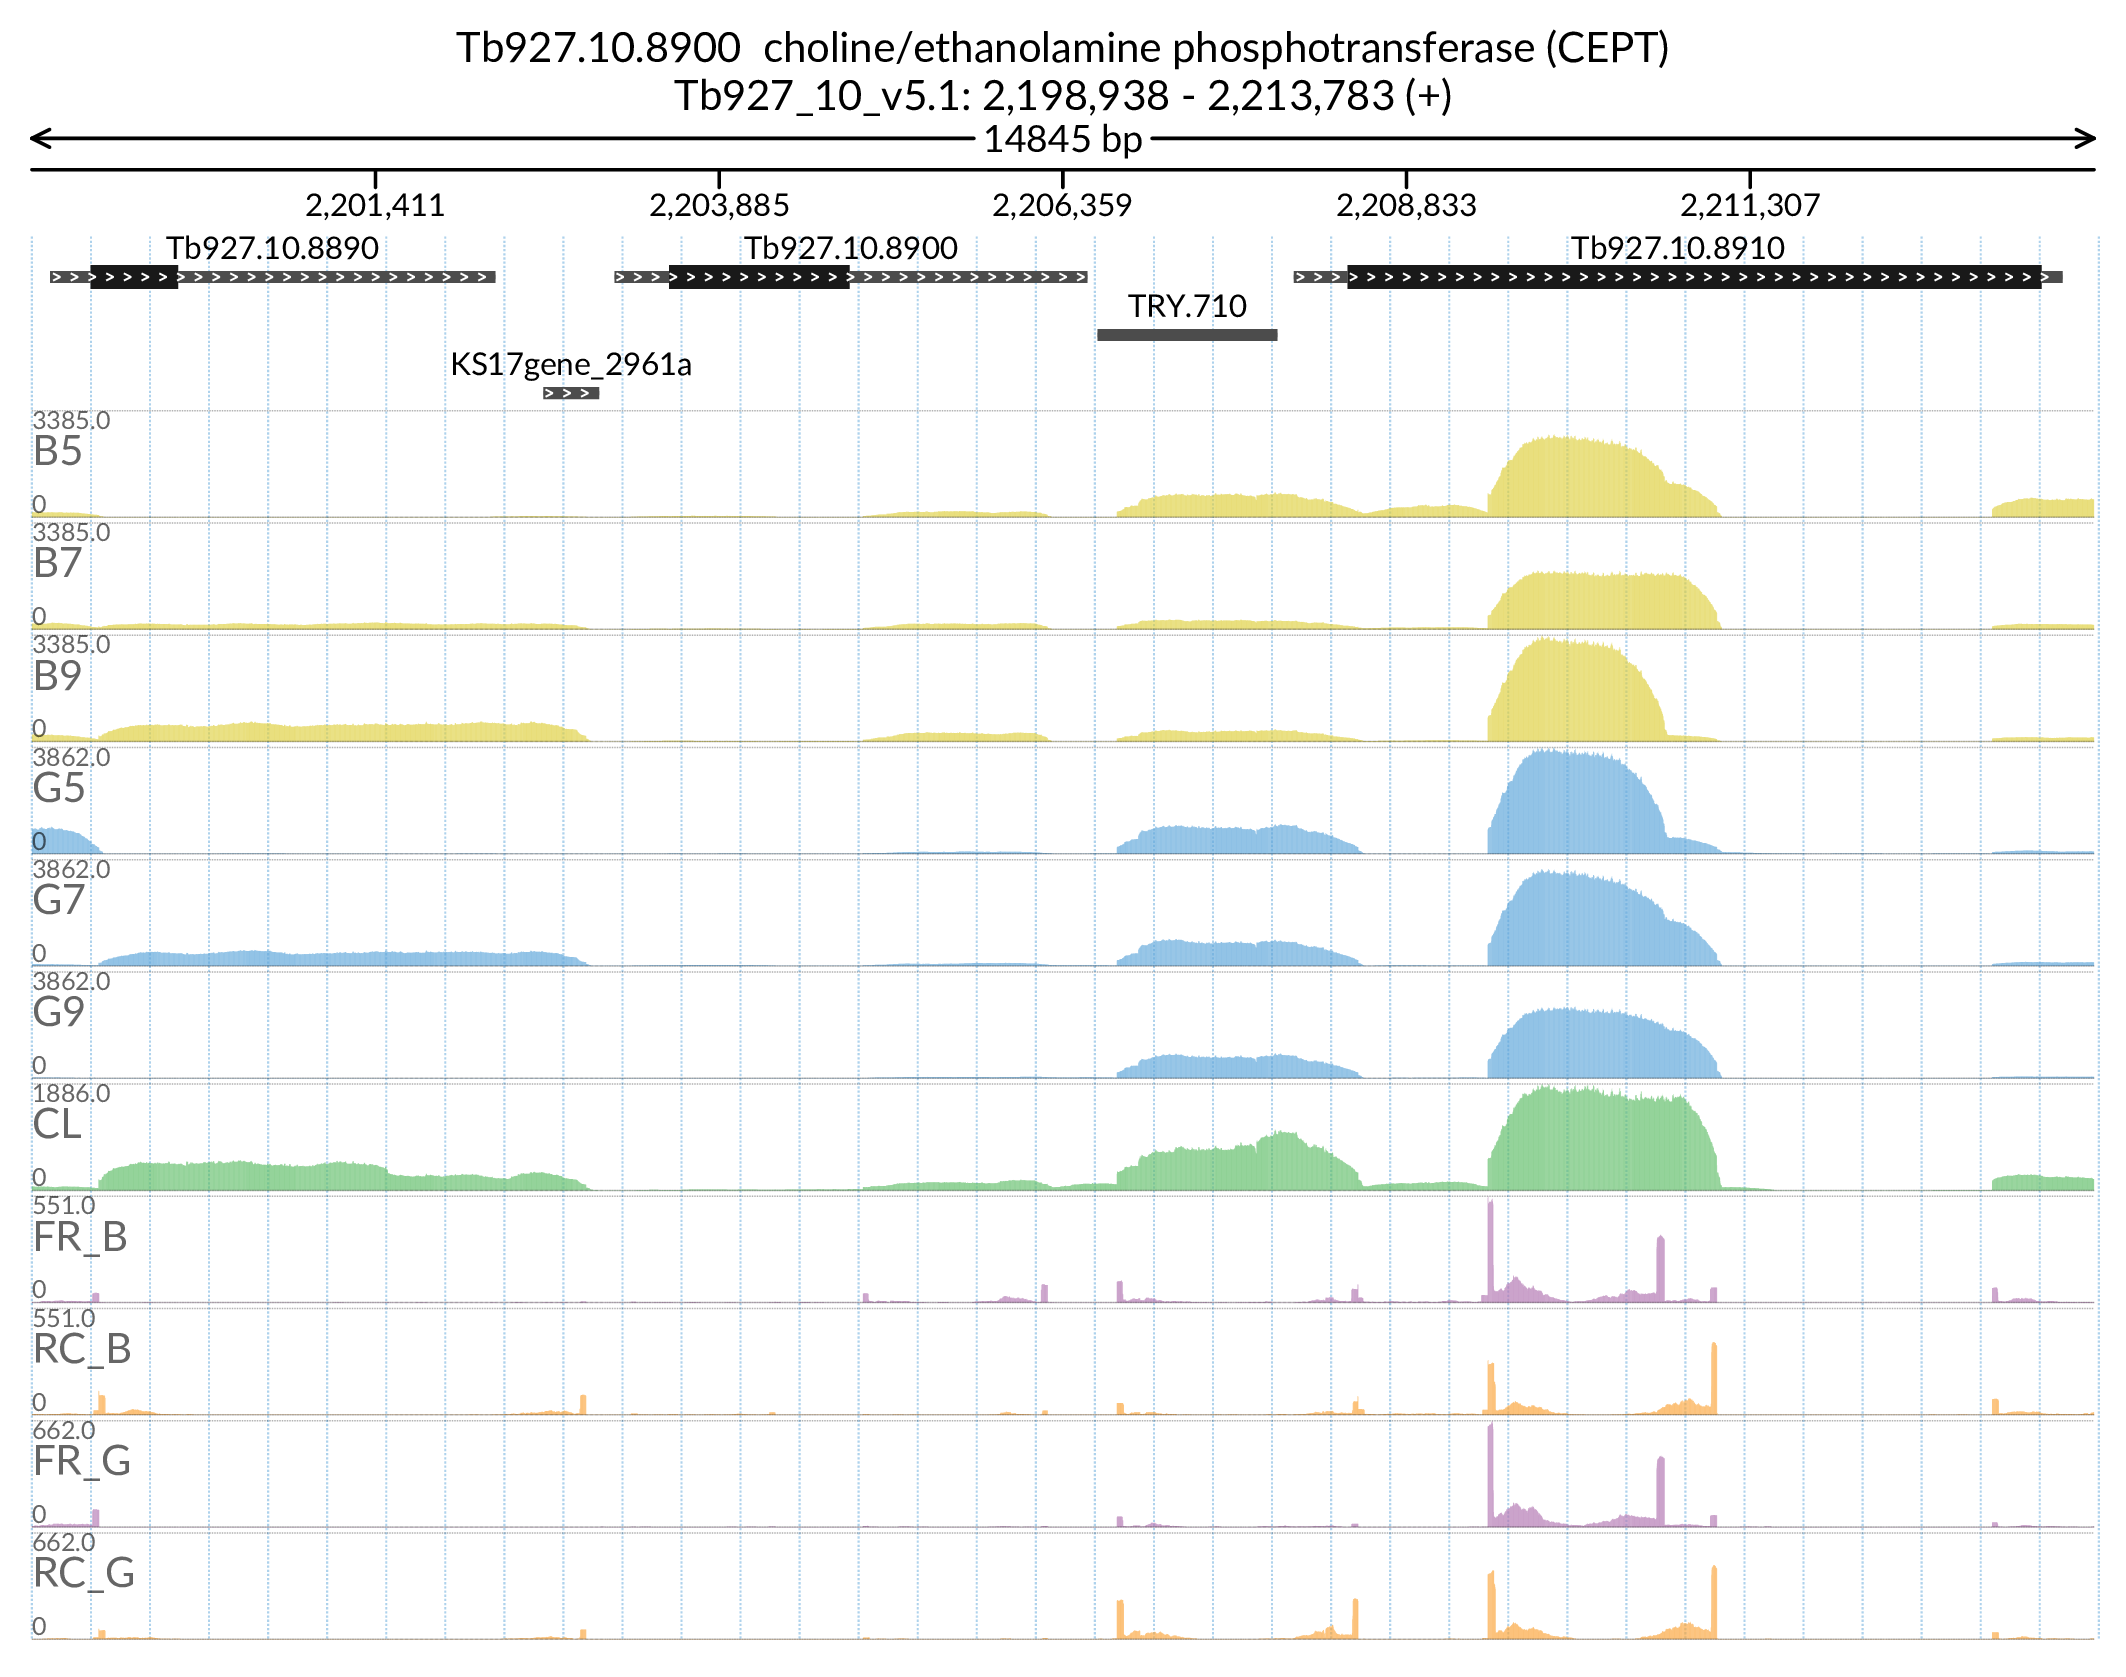 Tb927.10.8900 choline/ethanolamine phosphotransferase (CEPT)
Tb927_10_v5.1: 2,198,938 - 2,213,783 (+)
14845 bp
2,201,411 2,203,885 2,206,359 2,208,833 2,211,307
Tb927.10.8890 Tb927.10.8900 Tb927.10.8910
TRY.710
KS17gene_2961a
3385.0
B5
0
3385.0
B7
0
3385.0
B9
0
3862.0
G5
0
3862.0
G7
0
3862.0
G9
0
1886.0
CL
0
551.0
FR_B
0
551.0
RC_B
0
662.0
FR_G
0
662.0
RC_G
0